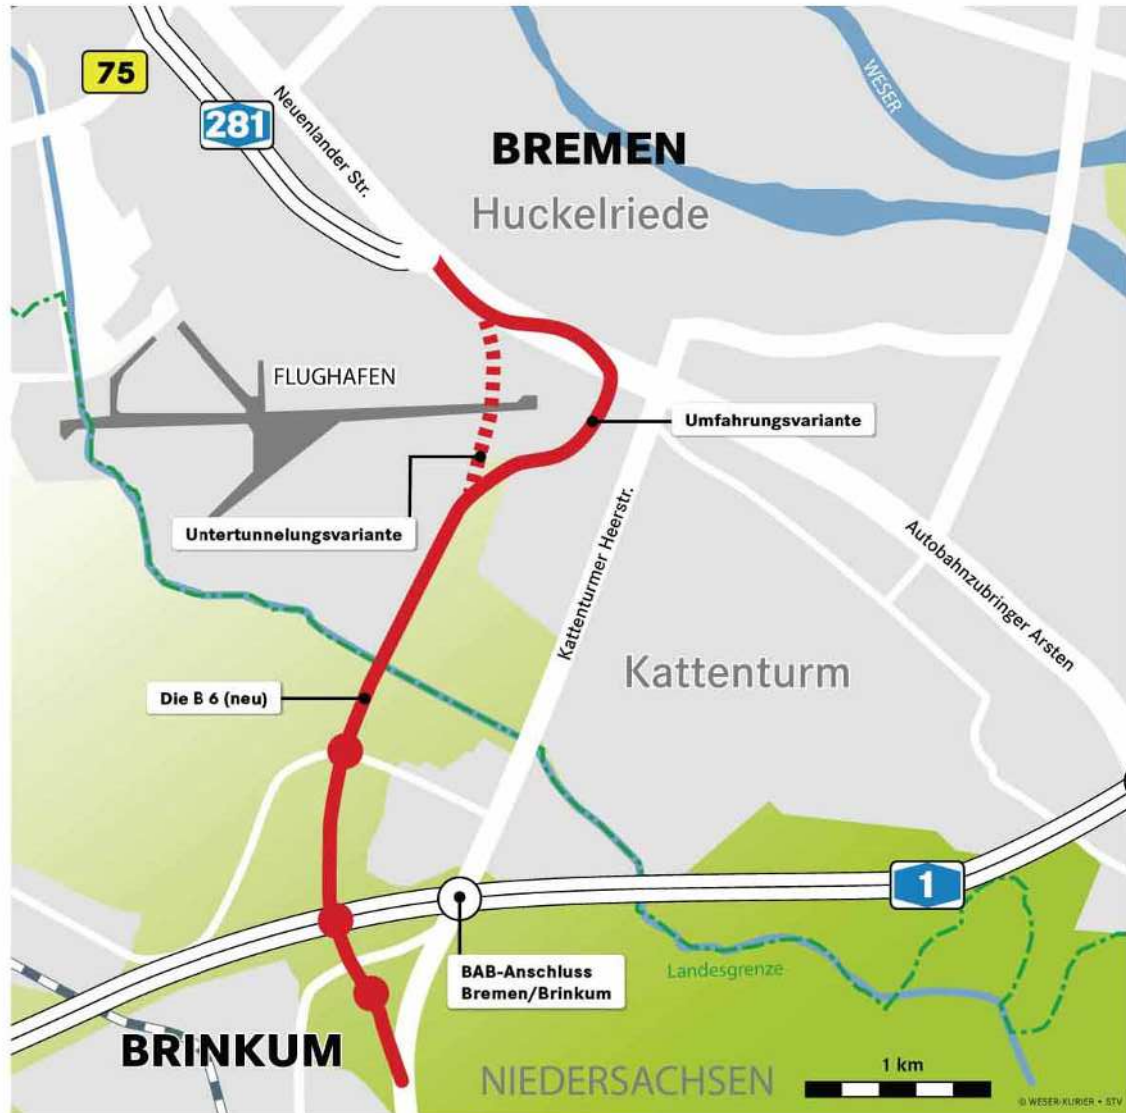 75
281
Neuenlander Str.
WESER
BREMEN
Huckelriede
FLUGHAFEN
Umfahrungsvariante
Untertunnelungsvariante
Kattenturmer Heerstr.
Autobahnzubringer Arsten
Kattenturm
Die B 6 (neu)
1
BAB-Anschluss
Bremen/Brinkum
Landesgrenze
BRINKUM
NIEDERSACHSEN
1 km
© WESER-KURIER • STV